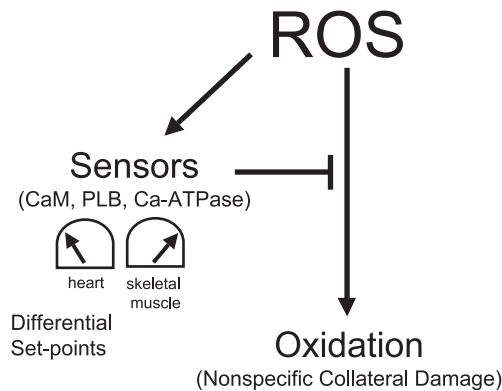 ROS
Sensors
(CaM, PLB, Ca-ATPase)
heart
skeletal
muscle
Differential
Set-points
Oxidation
(Nonspecific Collateral Damage)